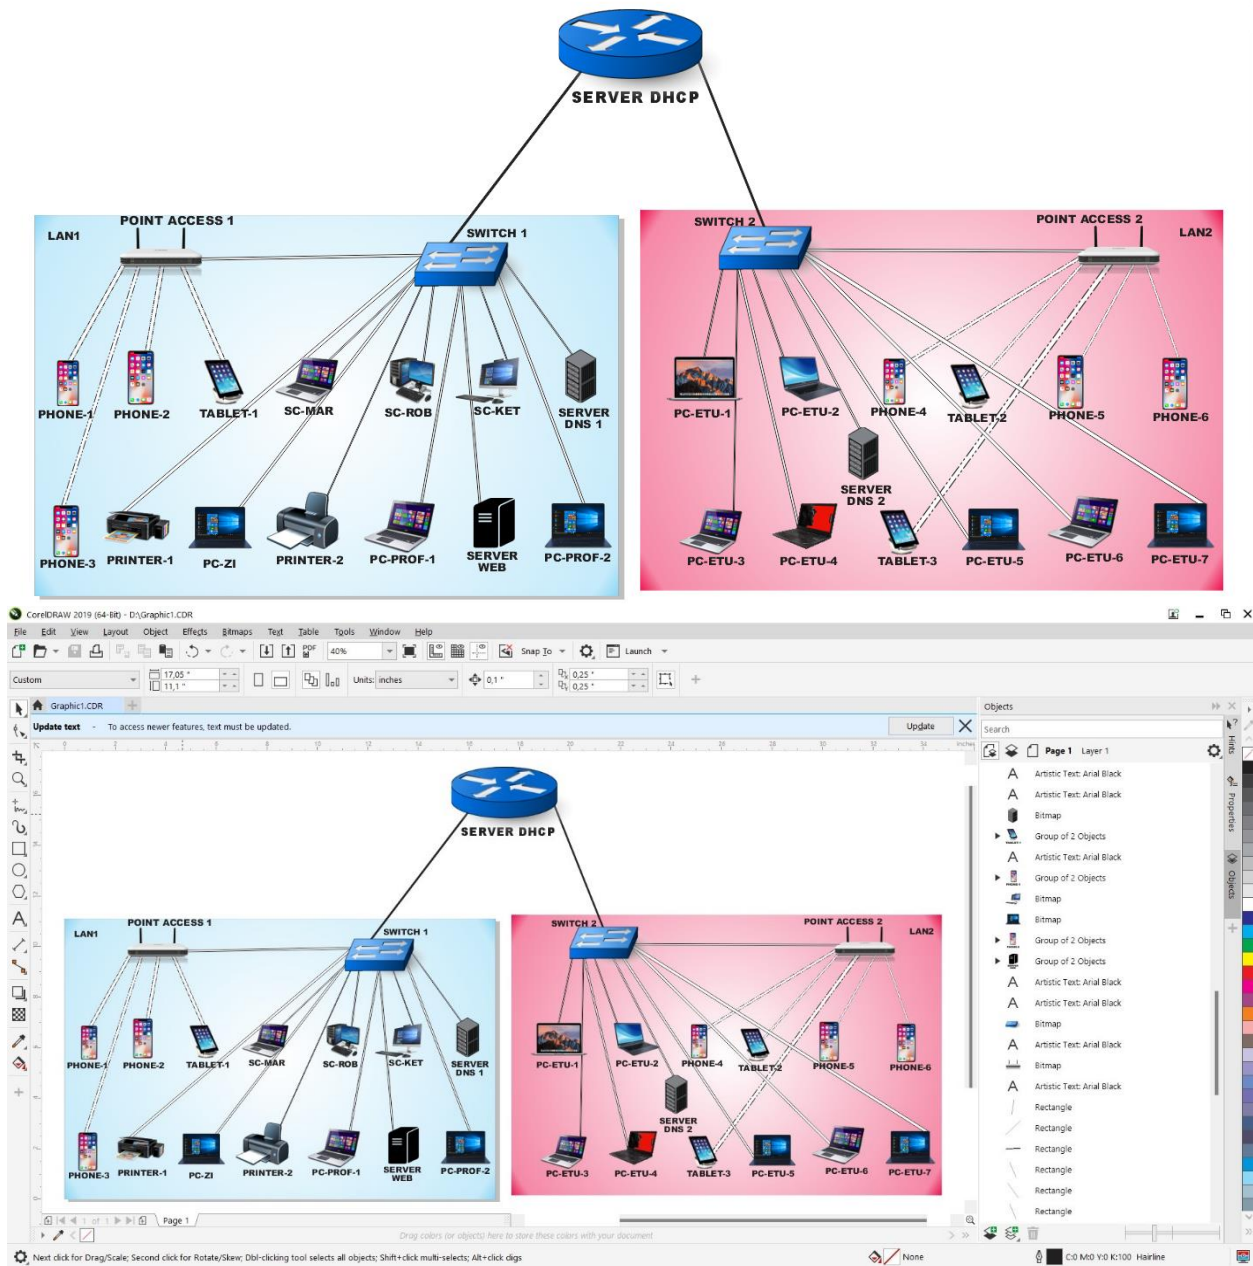 SERVER DHCP
POINT ACCESS 1
LAN1
SWITCH 1
PHONE-1
PHONE-2
TABLET-1
SC-MAR
SC-ROB
SC-KET
SERVER
DNS 1
PHONE-3
PRINTER-1
PC-ZI
PRINTER-2
PC-PROF-1
SERVER
WEB
PC-PROF-2
SWITCH 2
POINT ACCESS 2
LAN2
PC-ETU-1
PC-ETU-2
PHONE-4
TABLET-2
PHONE-5
PHONE-6
SERVER
DNS 2
PC-ETU-3
PC-ETU-4
TABLET-3
PC-ETU-5
PC-ETU-6
PC-ETU-7
CorelDRAW 2019 (64-Bit) - D:\Graphic1.CDR
File Edit View Layout Object Effects Bitmaps Text Table Tools Window Help
PDF 40% Snap To Launch
Custom 17,05 " 11,1 " Units: inches 0,1 " 0,25 " 0,25 "
Graphic1.CDR
Update text - To access newer features, text must be updated. Update
inches
SERVER DHCP
POINT ACCESS 1
LAN1
SWITCH 1
PHONE-1
PHONE-2
TABLET-1
SC-MAR
SC-ROB
SC-KET
SERVER
DNS 1
PHONE-3
PRINTER-1
PC-ZI
PRINTER-2
PC-PROF-1
SERVER
WEB
PC-PROF-2
SWITCH 2
POINT ACCESS 2
LAN2
PC-ETU-1
PC-ETU-2
PHONE-4
TABLET-2
PHONE-5
PHONE-6
SERVER
DNS 2
PC-ETU-3
PC-ETU-4
TABLET-3
PC-ETU-5
PC-ETU-6
PC-ETU-7
Objects
Search
Page 1 Layer 1
Artistic Text: Arial Black
Artistic Text: Arial Black
Bitmap
Group of 2 Objects
Artistic Text: Arial Black
Group of 2 Objects
Bitmap
Bitmap
Group of 2 Objects
Group of 2 Objects
Artistic Text: Arial Black
Artistic Text: Arial Black
Bitmap
Artistic Text: Arial Black
Bitmap
Artistic Text: Arial Black
Rectangle
Rectangle
Rectangle
Rectangle
Rectangle
Rectangle
Hints
Properties
Objects
1 of 1 Page 1
Drag colors (or objects) here to store these colors with your document
Next click for Drag/Scale; Second click for Rotate/Skew; Dbl-clicking tool selects all objects; Shift+click multi-selects; Alt+click digs
None
C:0 M:0 Y:0 K:100 Hairline